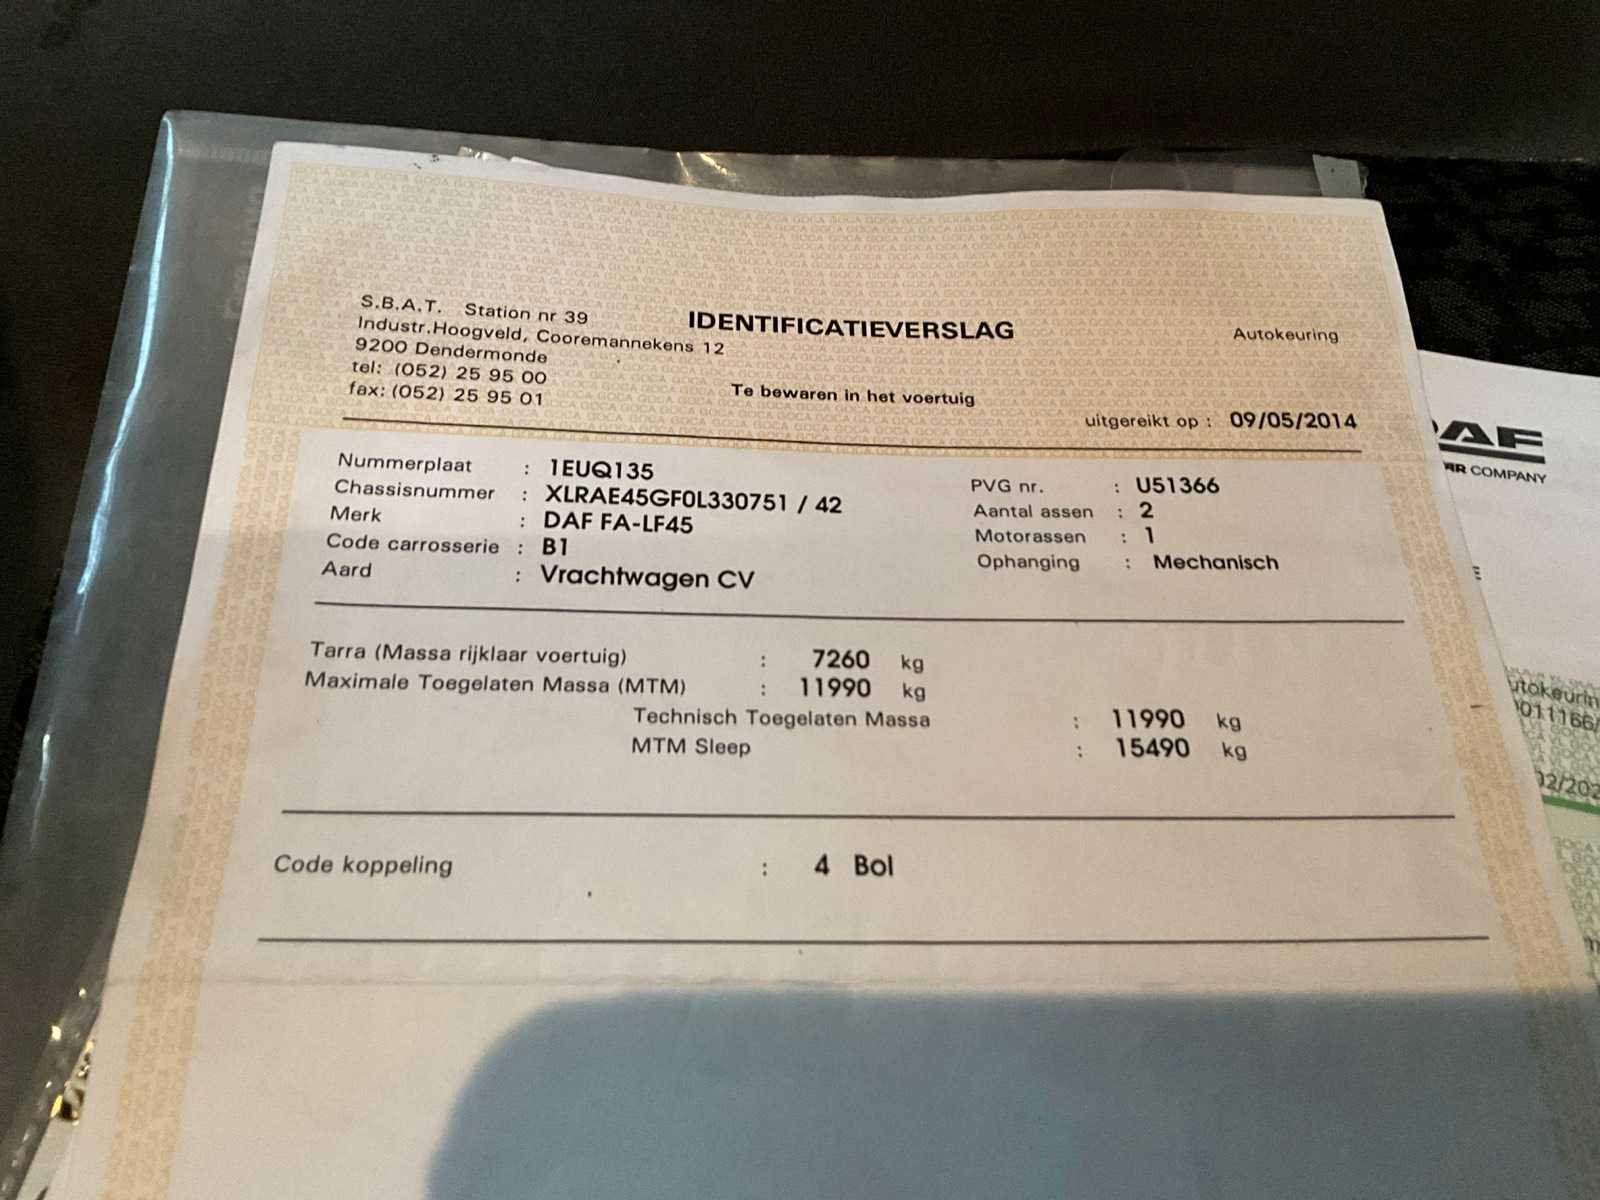 S.B.A.T. Station nr 39
Industr.Hoogveld, Cooremannekens 12
9200 Dendermonde
tel: (052) 25 95 00
fax: (052) 25 95 01
IDENTIFICATIEVERSLAG
Autokeuring
Te bewaren in het voertuig
uitgereikt op : 09/05/2014
Nummerplaat : 1EUQ135
Chassisnummer : XLRAE45GF0L330751 / 42
Merk : DAF FA-LF45
Code carrosserie : B1
Aard : Vrachtwagen CV
PVG nr. : U51366
Aantal assen : 2
Motorassen : 1
Ophanging : Mechanisch
Tarra (Massa rijklaar voertuig) : 7260 kg
Maximale Toegelaten Massa (MTM) : 11990 kg
Technisch Toegelaten Massa : 11990 kg
MTM Sleep : 15490 kg
Code koppeling : 4 Bol
DAF
COMPANY